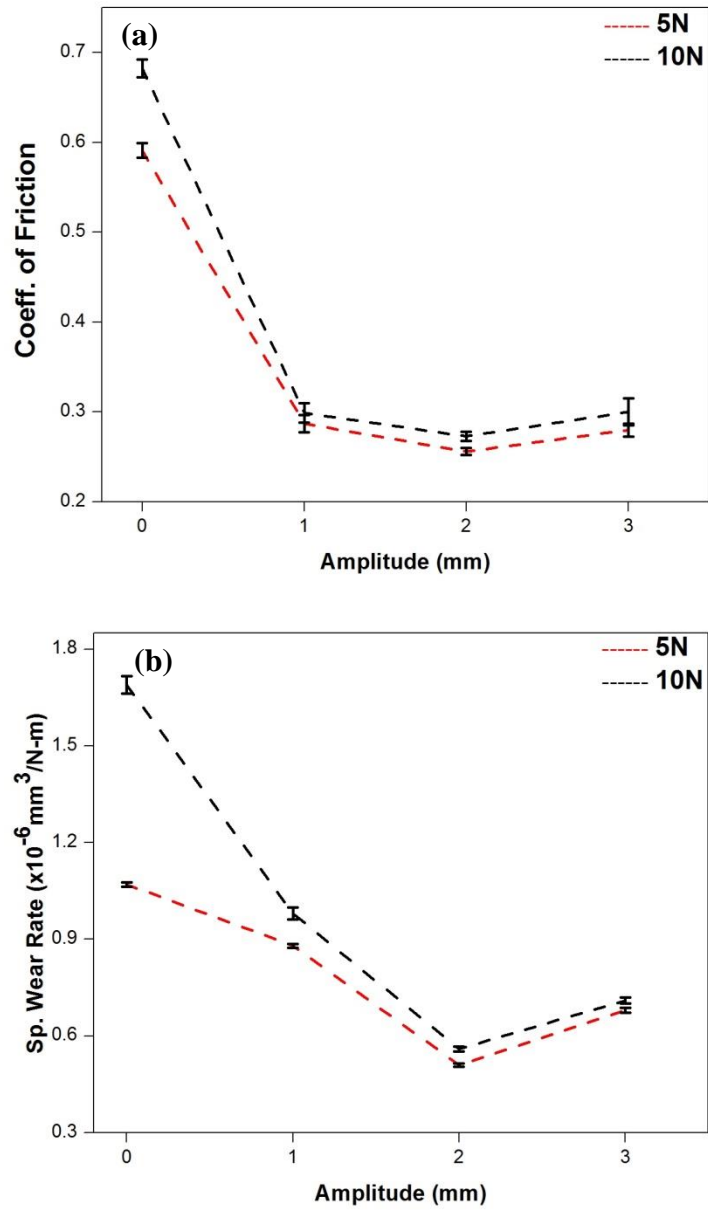 (a)
5N
10N
0.7
0.6
0.5
0.4
0.3
0.2
Coeff. of Friction
0 1 2 3
Amplitude (mm)
(b)
5N
10N
1.8
1.5
1.2
0.9
0.6
0.3
Sp. Wear Rate (x10⁻⁶mm³/N-m)
0 1 2 3
Amplitude (mm)